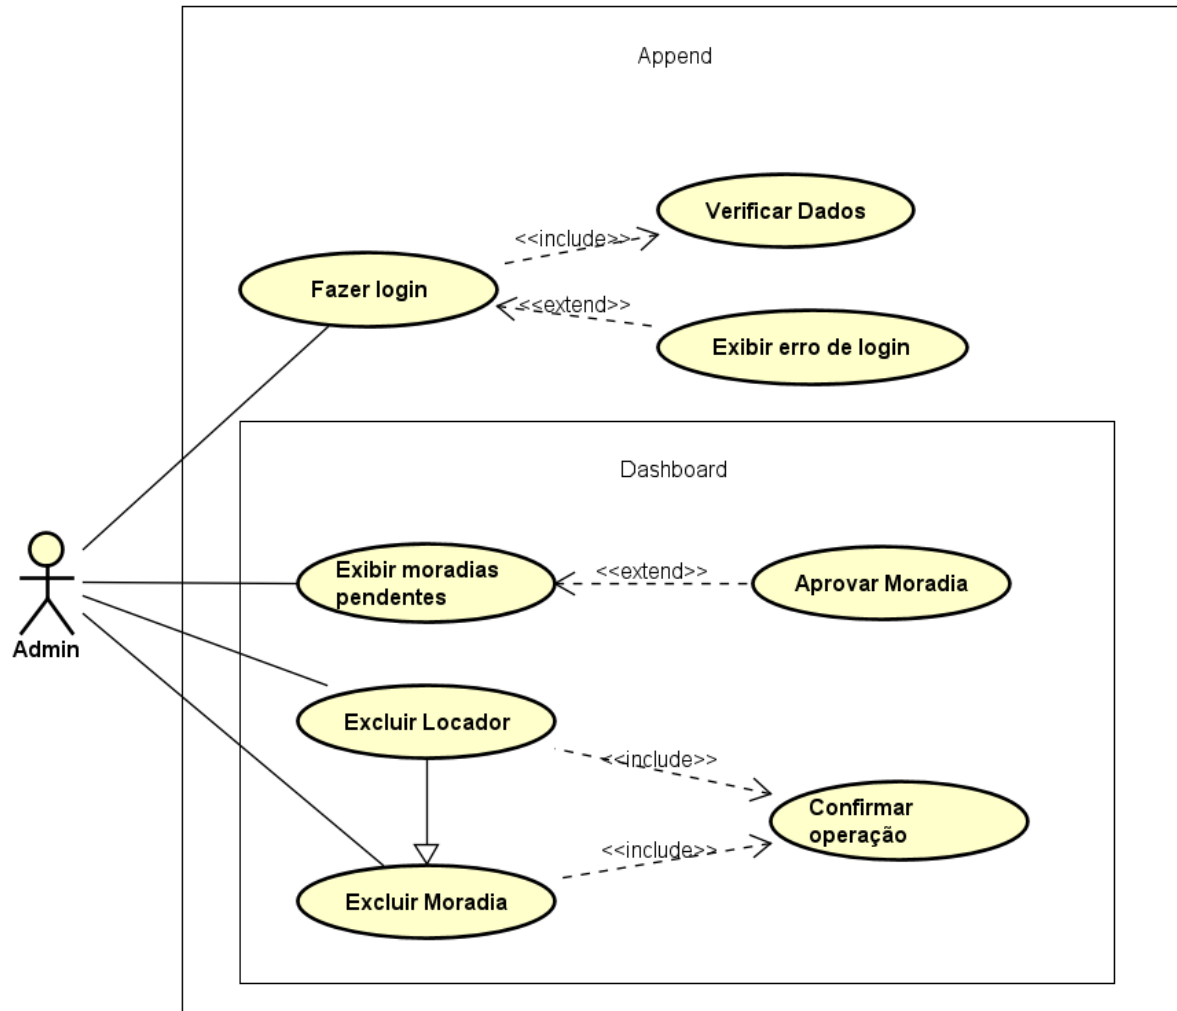 Append
Verificar Dados
<<include>>
Fazer login
<<extend>>
Exibir erro de login
Dashboard
Exibir moradias
pendentes
<<extend>>
Aprovar Moradia
Admin
Excluir Locador
<<include>>
Confirmar
operação
<<include>>
Excluir Moradia